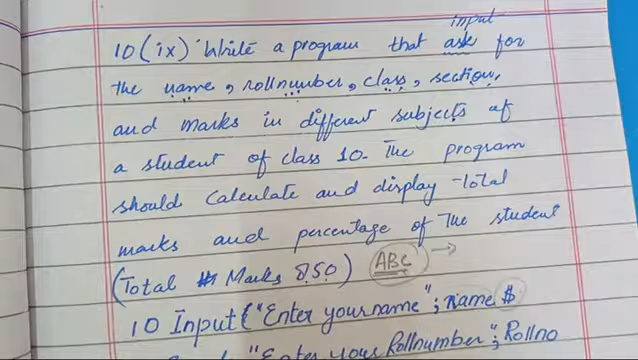 input
10 (ix) Write a program that ask for
the name, rollnumber, class, section,
and marks in different subjects of
a student of class 10. The program
should Calculate and display Total
marks and percentage of The student
(Total Marks 850) ABC →
10 Input ("Enter yourname"; name $
"Enter your Rollnumber"; Rollno